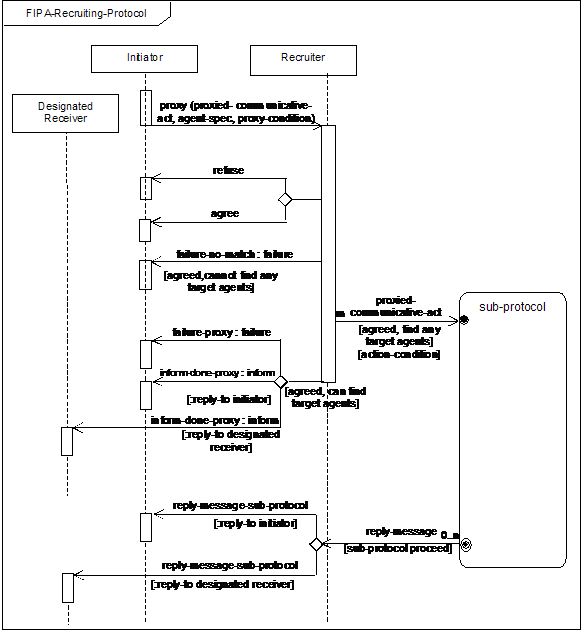 FIPA-Recruiting-Protocol
Initiator
Recruiter
Designated
Receiver
proxy (proxied- communicative-
act, agent-spec, proxy-condition)
refuse
agree
failure-no-match : failure
[agreed,cannot find any
target agents]
proxied-
n communicative-act
[agreed, find any
target agents]
[action-condition]
sub-protocol
failure-proxy : failure
inform-done-proxy : inform
[:reply-to initiator]
[agreed, can find
target agents]
inform-done-proxy : inform
[:reply-to designated
receiver]
reply-message-sub-protocol
[:reply-to initiator]
reply-message 0..n
[sub-protocol proceed]
reply-message-sub-protocol
[:reply-to designated receiver]